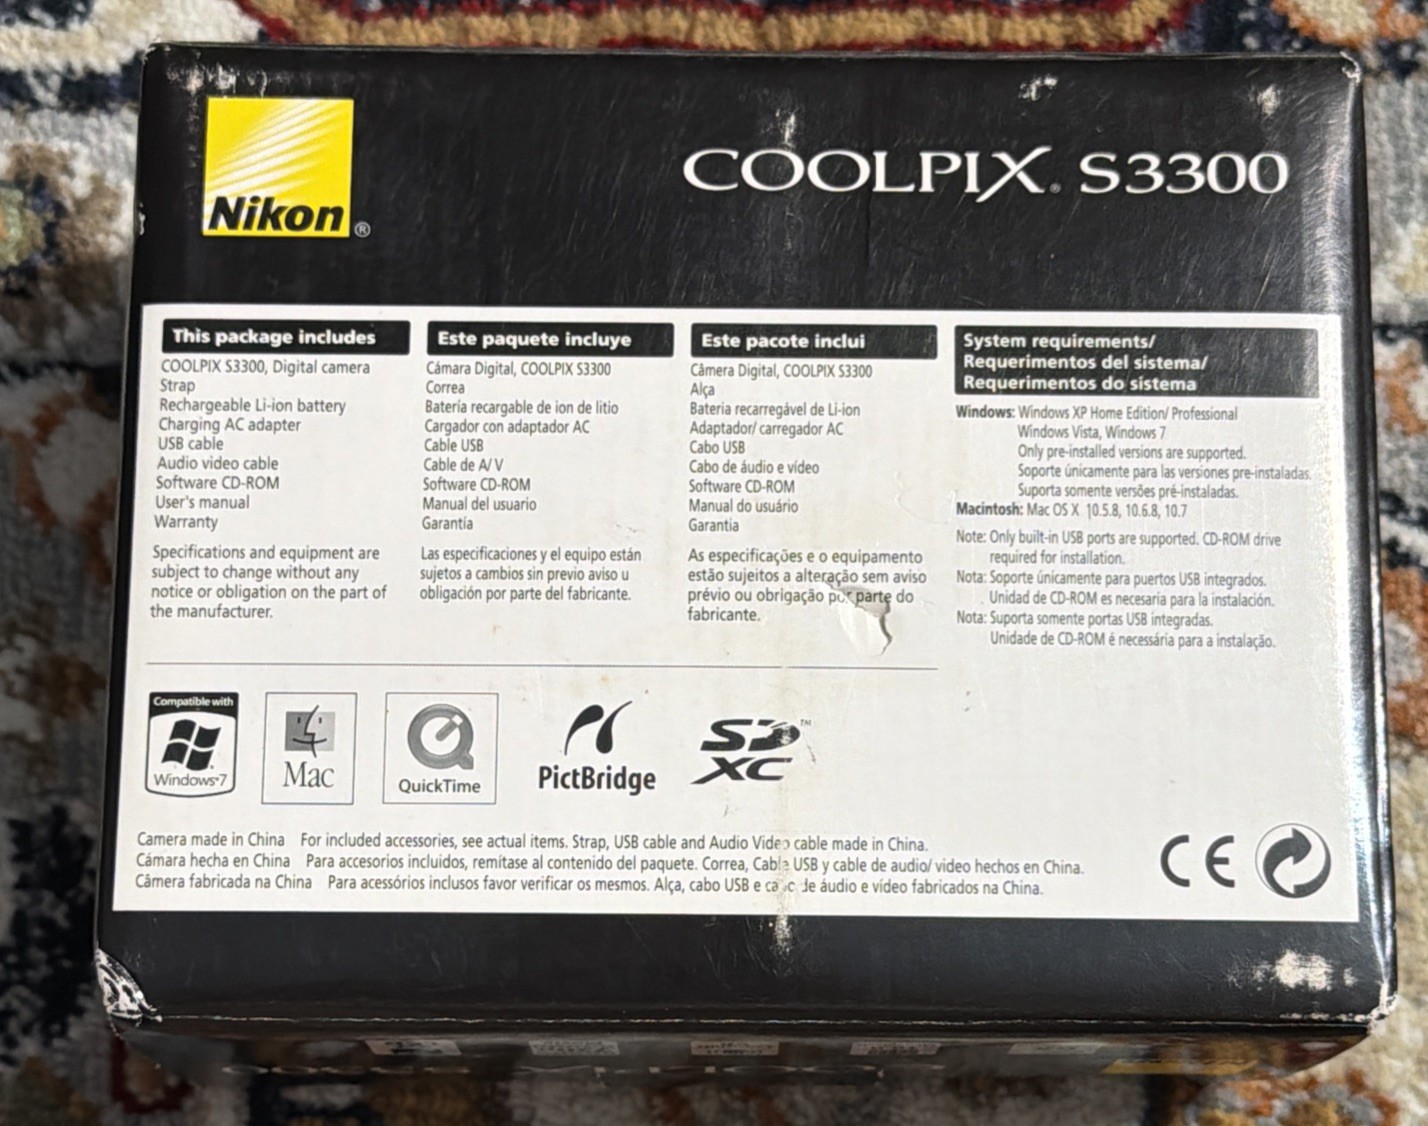 Nikon®
COOLPIX® S3300
This package includes
COOLPIX S3300, Digital camera
Strap
Rechargeable Li-ion battery
Charging AC adapter
USB cable
Audio video cable
Software CD-ROM
User's manual
Warranty
Specifications and equipment are
subject to change without any
notice or obligation on the part of
the manufacturer.
Este paquete incluye
Cámara Digital, COOLPIX S3300
Correa
Batería recargable de ion de litio
Cargador con adaptador AC
Cable USB
Cable de A/V
Software CD-ROM
Manual del usuario
Garantía
Las especificaciones y el equipo están
sujetos a cambios sin previo aviso u
obligación por parte del fabricante.
Este pacote inclui
Câmera Digital, COOLPIX S3300
Alça
Bateria recarregável de Li-ion
Adaptador/ carregador AC
Cabo USB
Cabo de áudio e vídeo
Software CD-ROM
Manual do usuário
Garantia
As especificações e o equipamento
estão sujeitos a alteração sem aviso
prévio ou obrigação por parte do
fabricante.
System requirements/
Requerimentos del sistema/
Requerimentos do sistema
Windows: Windows XP Home Edition/ Professional
Windows Vista, Windows 7
Only pre-installed versions are supported.
Soporte únicamente para las versiones pre-instaladas.
Suporta somente versões pré-instaladas.
Macintosh: Mac OS X 10.5.8, 10.6.8, 10.7
Note: Only built-in USB ports are supported. CD-ROM drive
required for installation.
Nota: Soporte únicamente para puertos USB integrados.
Unidad de CD-ROM es necesaria para la instalación.
Nota: Suporta somente portas USB integradas.
Unidade de CD-ROM é necessária para a instalação.
Compatible with
Windows®7
Mac
QuickTime
PictBridge
SD™
XC
Camera made in China For included accessories, see actual items. Strap, USB cable and Audio Video cable made in China.
Cámara hecha en China Para accesorios incluidos, remítase al contenido del paquete. Correa, Cable USB y cable de audio/ video hechos en China.
Câmera fabricada na China Para acessórios inclusos favor verificar os mesmos. Alça, cabo USB e cabo de áudio e vídeo fabricados na China.
CE